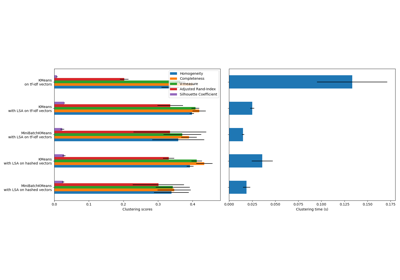 KMeans
on tf-idf vectors
KMeans
with LSA on tf-idf vectors
MiniBatchKMeans
with LSA on tf-idf vectors
KMeans
with LSA on hashed vectors
MiniBatchKMeans
with LSA on hashed vectors
Homogeneity
Completeness
V-measure
Adjusted Rand-Index
Silhouette Coefficient
0.0 0.1 0.2 0.3 0.4
Clustering scores
0.000 0.025 0.050 0.075 0.100 0.125 0.150 0.175
Clustering time (s)